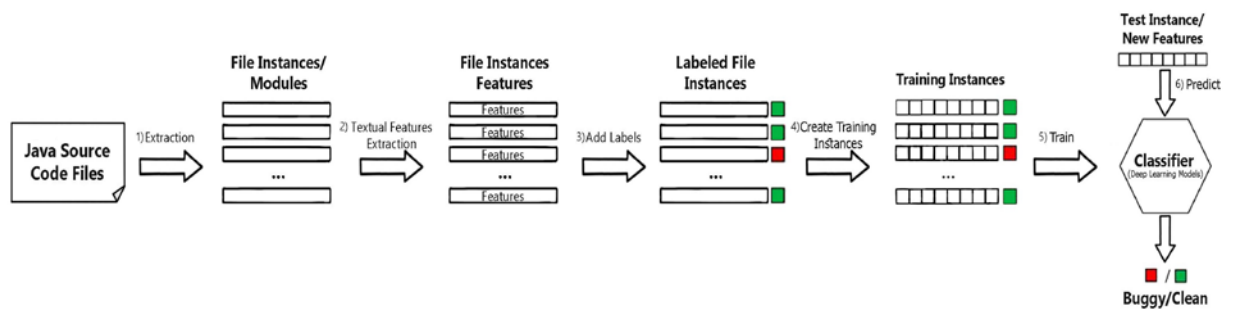 Java Source
Code Files
1)Extraction
File Instances/
Modules
...
2) Textual Features
Extraction
File Instances
Features
Features
Features
Features
...
Features
3)Add Labels
Labeled File
Instances
...
4)Create Training
Instances
Training Instances
...
5) Train
Test Instance/
New Features
6) Predict
Classifier
(Deep Learning Models)
/
Buggy/Clean